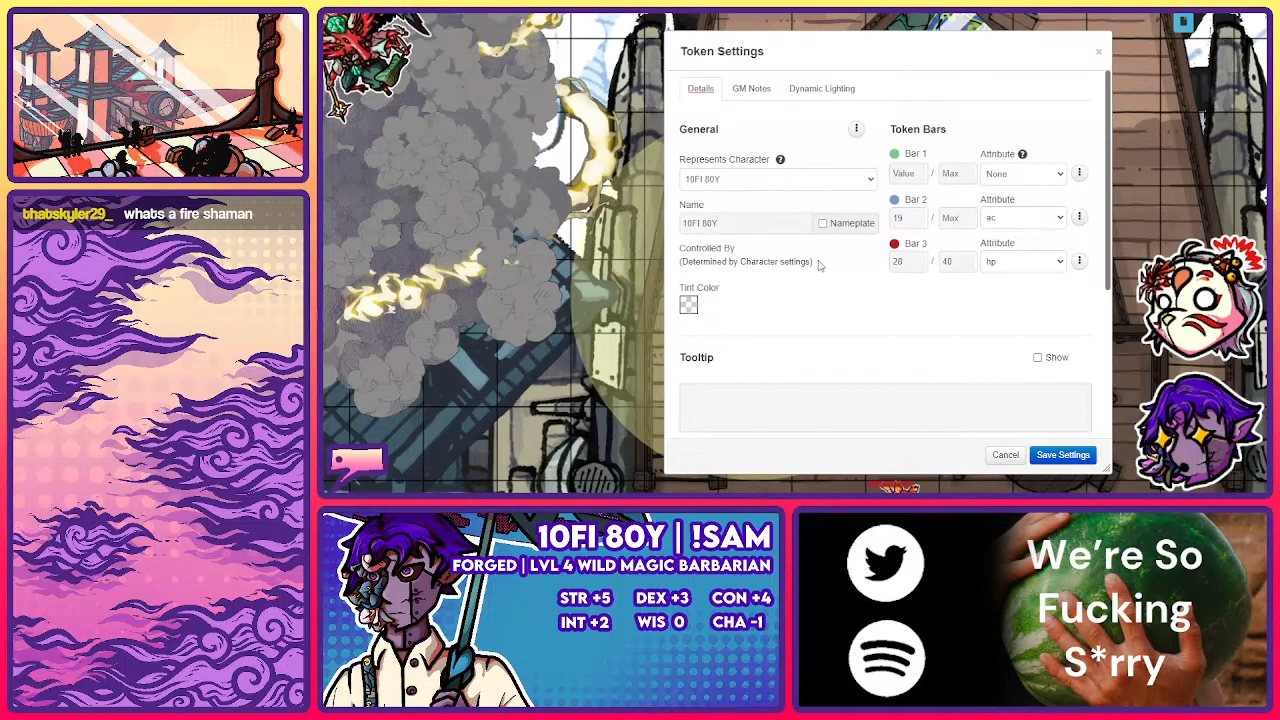 thatskyler29_ whats a fire shaman
Token Settings
×
Details GM Notes Dynamic Lighting
General
Represents Character ?
10FI 80Y
Name
10FI 80Y Nameplate
Controlled By
(Determined by Character settings)
Tint Color
Token Bars
Bar 1 Attribute ?
Value / Max None
Bar 2 Attribute
19 / Max ac
Bar 3 Attribute
28 / 40 hp
Tooltip Show
Cancel Save Settings
10FI 80Y | !SAM
FORGED | LVL 4 WILD MAGIC BARBARIAN
STR +5 DEX +3 CON +4
INT +2 WIS 0 CHA -1
We're So
Fucking
S*rry